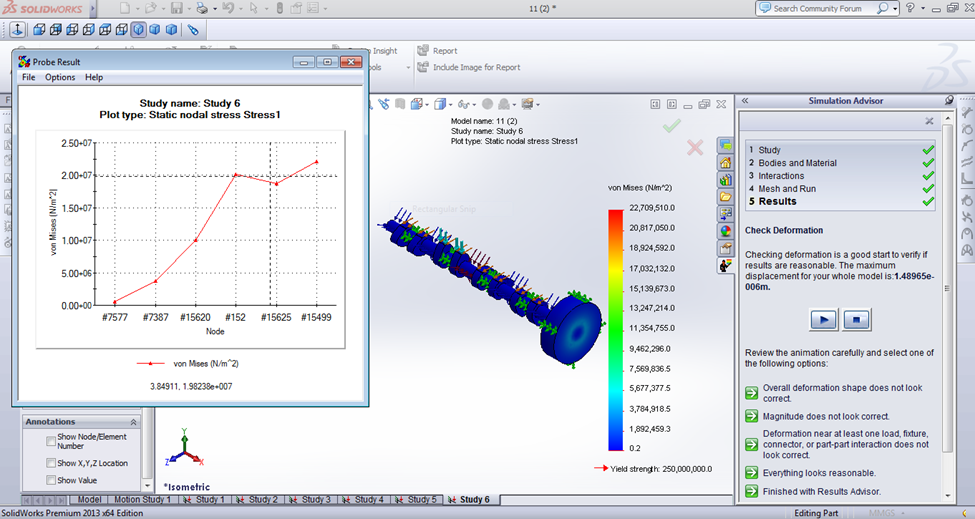 SOLIDWORKS
11 (2) *
Search Community Forum
Insight
Report
Include Image for Report
Probe Result
File Options Help
Study name: Study 6
Plot type: Static nodal stress Stress1
2.50e+07
2.00e+07
1.50e+07
1.00e+07
5.00e+06
0.00e+00
von Mises [N/m^2]
#7577 #7387 #15620 #152 #15625 #15499
Node
von Mises (N/m^2)
3.84911, 1.98238e+007
Annotations
Show Node/Element
Number
Show X,Y,Z Location
Show Value
Model name: 11 (2)
Study name: Study 6
Plot type: Static nodal stress Stress1
Rectangular Snip
von Mises (N/m^2)
22,709,510.0
20,817,050.0
18,924,592.0
17,032,132.0
15,139,673.0
13,247,214.0
11,354,755.0
9,462,296.0
7,569,836.5
5,677,377.5
3,784,918.5
1,892,459.3
0.2
Yield strength: 250,000,000.0
Y
Z
X
*Isometric
Simulation Advisor
1 Study
2 Bodies and Material
3 Interactions
4 Mesh and Run
5 Results
Check Deformation
Checking deformation is a good start to verify if
results are reasonable. The maximum
displacement for your whole model is:1.48965e-
006m.
Review the animation carefully and select one of
the following options:
Overall deformation shape does not look
correct.
Magnitude does not look correct.
Deformation near at least one load, fixture,
connector, or part-part interaction does not
look correct.
Everything looks reasonable.
Finished with Results Advisor.
Model Motion Study 1 Study 1 Study 2 Study 3 Study 4 Study 5 Study 6
SolidWorks Premium 2013 x64 Edition
Editing Part
MMGS